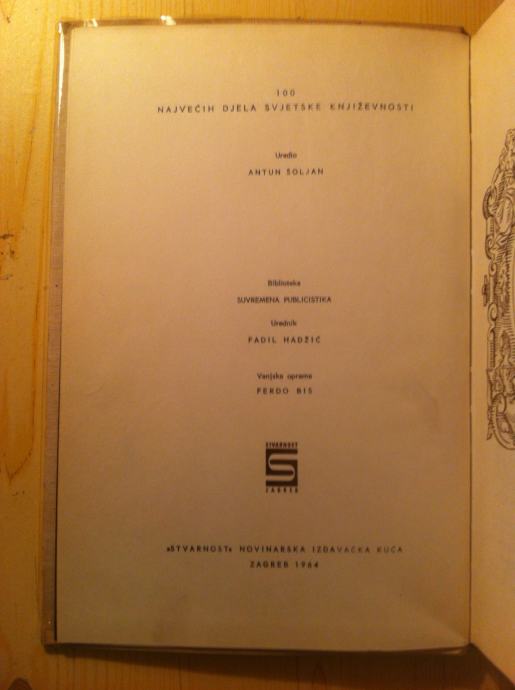 100
NAJVEĆIH DJELA SVJETSKE KNJIŽEVNOSTI
Uredio
ANTUN ŠOLJAN
Biblioteka
SUVREMENA PUBLICISTIKA
Urednik
FADIL HADŽIĆ
Vanjska oprema
FERDO BIS
STVARNOST
S
ZAGREB
»STVARNOST« NOVINARSKA IZDAVAČKA KUĆA
ZAGREB 1964